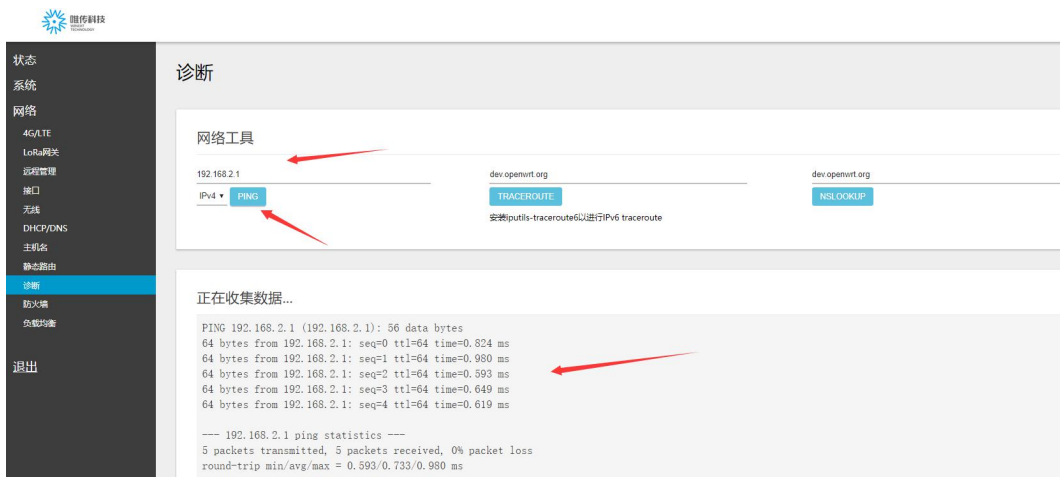 唯传科技
状态
系统
网络
4G/LTE
LoRa网关
远程管理
接口
无线
DHCP/DNS
主机名
静态路由
诊断
防火墙
负载均衡
退出
诊断
网络工具
192.168.2.1
dev.openwrt.org
dev.openwrt.org
IPv4 PING
TRACEROUTE
NSLOOKUP
安装iputils-traceroute6以进行IPv6 traceroute
正在收集数据...
PING 192.168.2.1 (192.168.2.1): 56 data bytes
64 bytes from 192.168.2.1: seq=0 ttl=64 time=0.824 ms
64 bytes from 192.168.2.1: seq=1 ttl=64 time=0.980 ms
64 bytes from 192.168.2.1: seq=2 ttl=64 time=0.593 ms
64 bytes from 192.168.2.1: seq=3 ttl=64 time=0.649 ms
64 bytes from 192.168.2.1: seq=4 ttl=64 time=0.619 ms
--- 192.168.2.1 ping statistics ---
5 packets transmitted, 5 packets received, 0% packet loss
round-trip min/avg/max = 0.593/0.733/0.980 ms